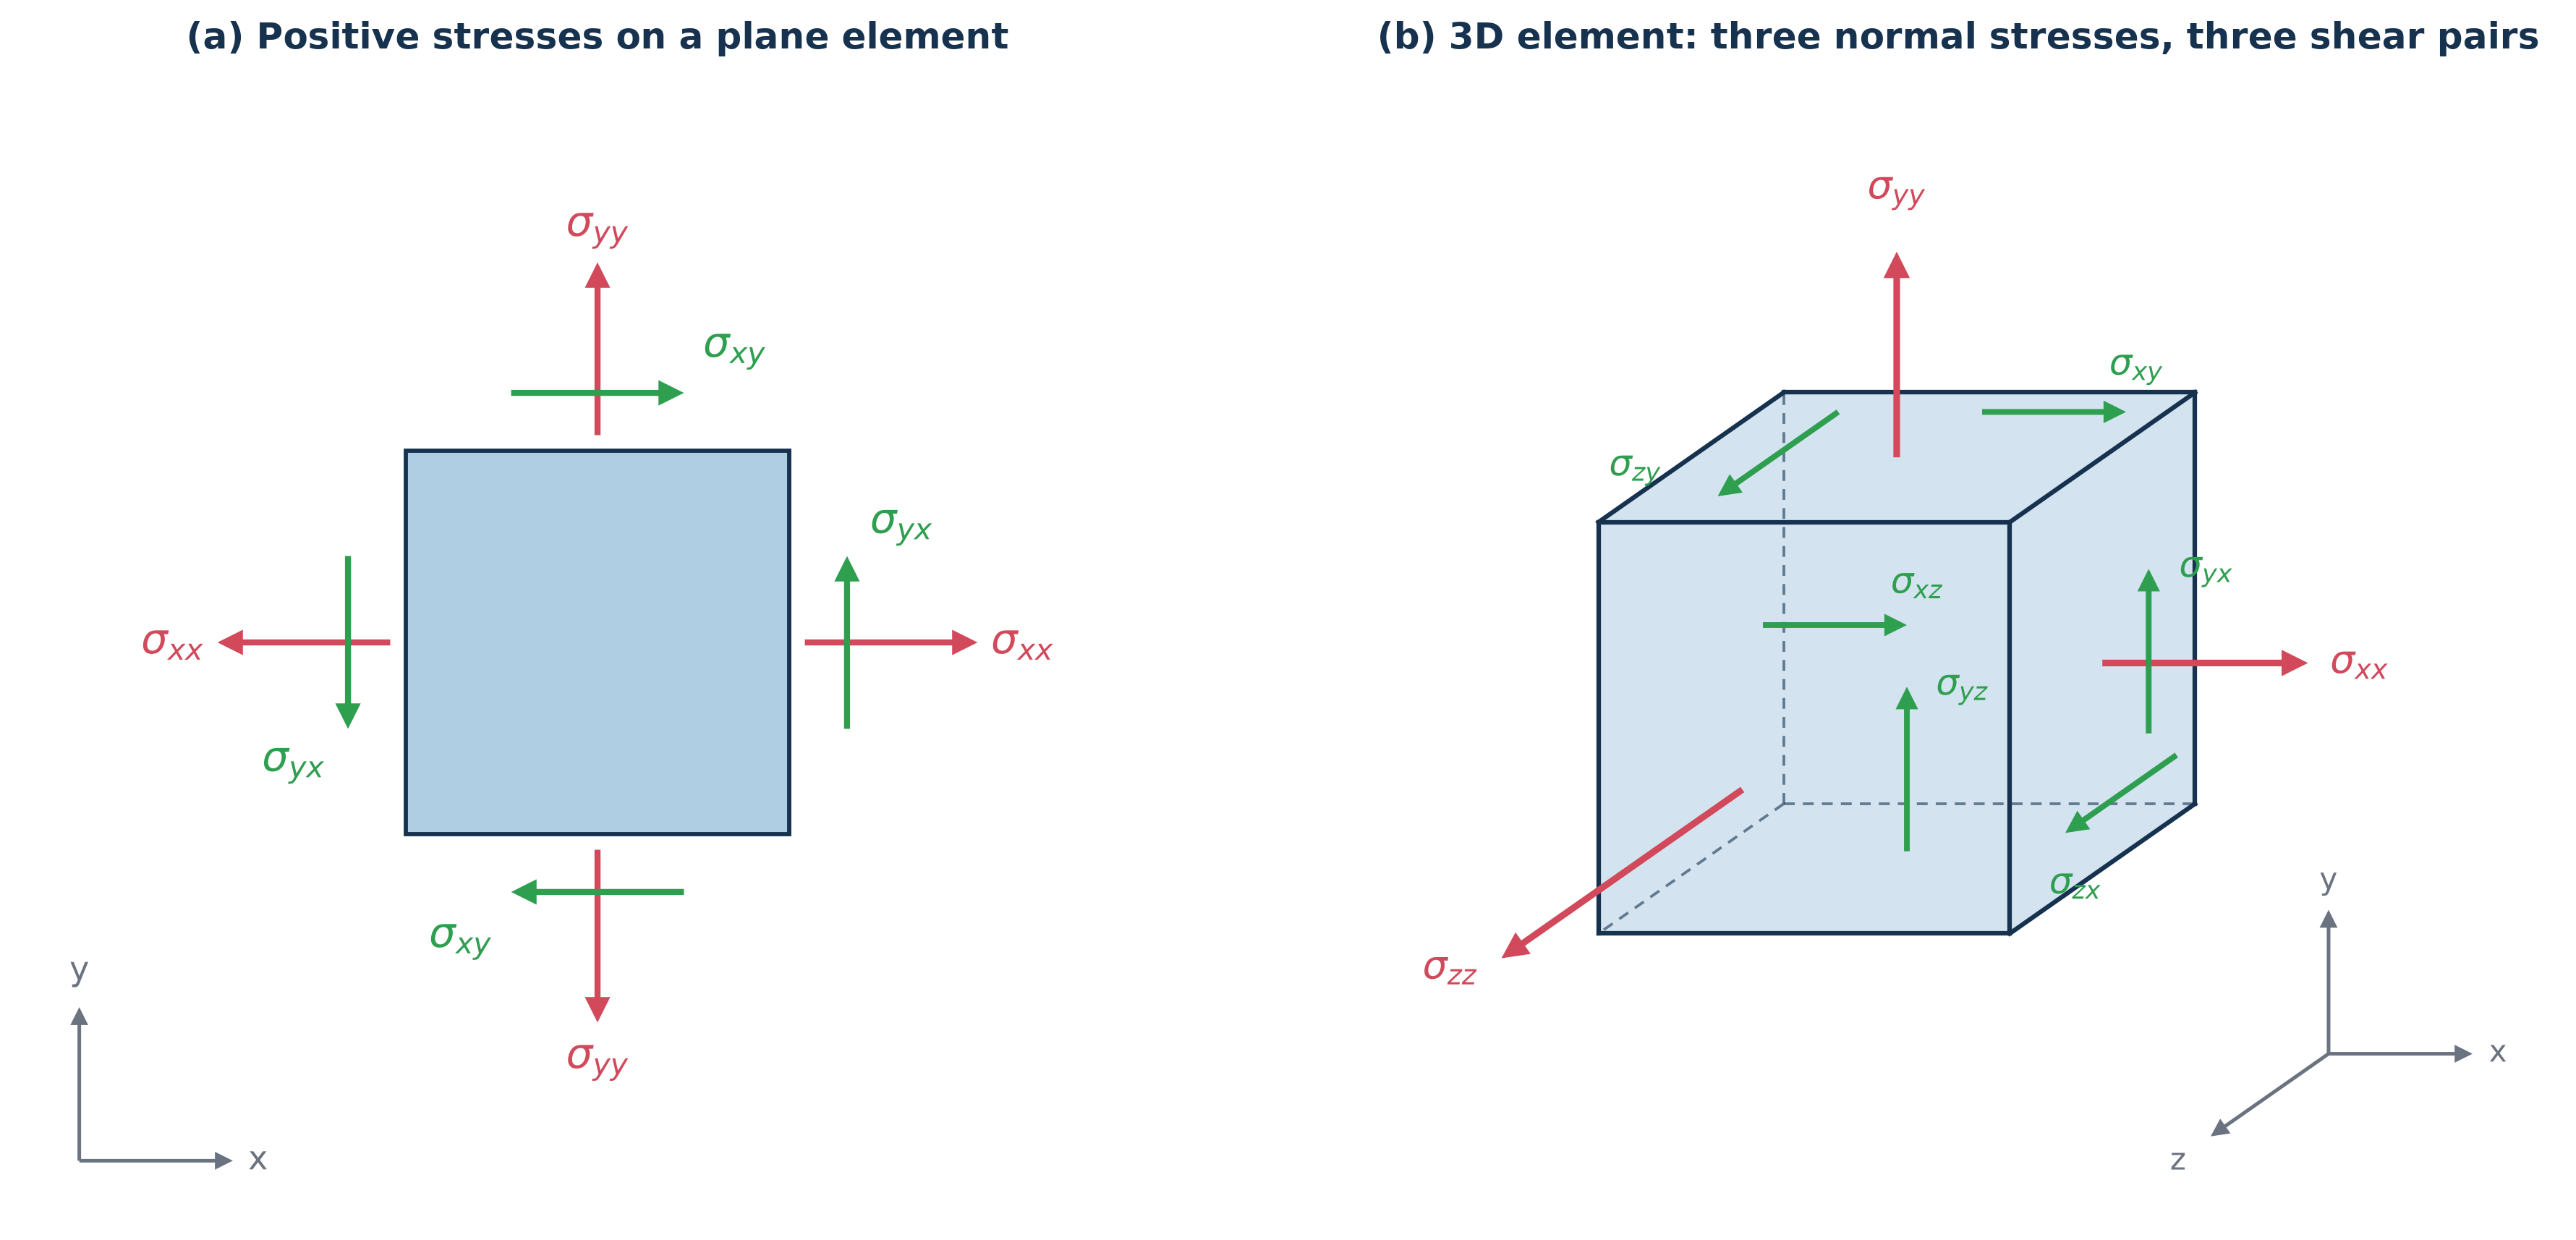 (a) Positive stresses on a plane element
σyy
σxy
σyx
σxx
σxx
σyx
σxy
σyy
y
x
(b) 3D element: three normal stresses, three shear pairs
σyy
σxy
σzy
σxz
σyx
σxx
σyz
σzx
σzz
y
x
z